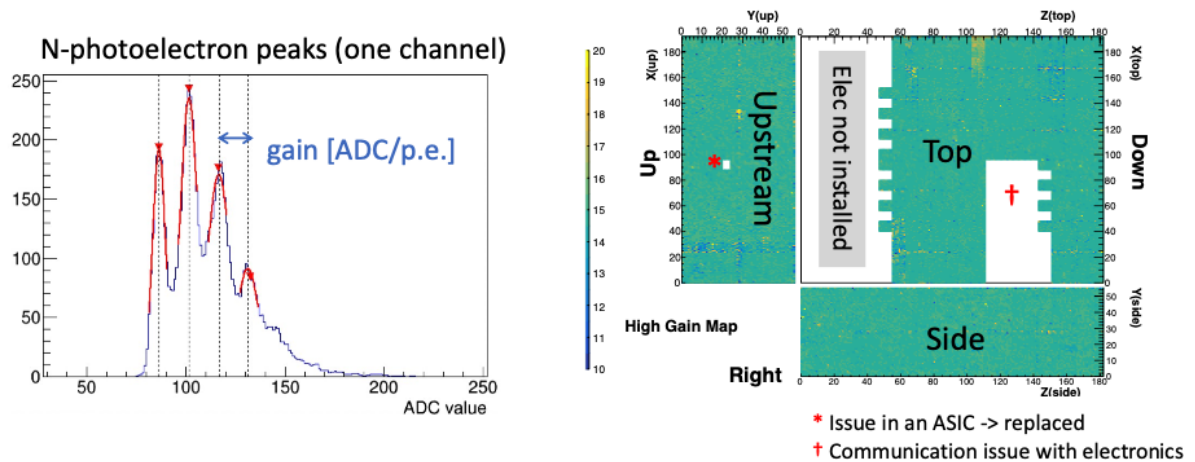 N-photoelectron peaks (one channel)
250
200
150
100
50
0
50 100 150 200 250
ADC value
gain [ADC/p.e.]
20
19
18
17
16
15
14
13
12
11
10
Y(up)
0 10 20 30 40 50
X(up)
180
160
140
120
100
80
60
40
20
0
Up
Upstream
*
Z(top)
0 20 40 60 80 100 120 140 160 180
X(top)
180
160
140
120
100
80
60
40
20
0
Down
Elec not installed
Top
†
High Gain Map
Right
Side
Y(side)
50
40
30
20
10
0
0 20 40 60 80 100 120 140 160 180
Z(side)
* Issue in an ASIC -> replaced
† Communication issue with electronics